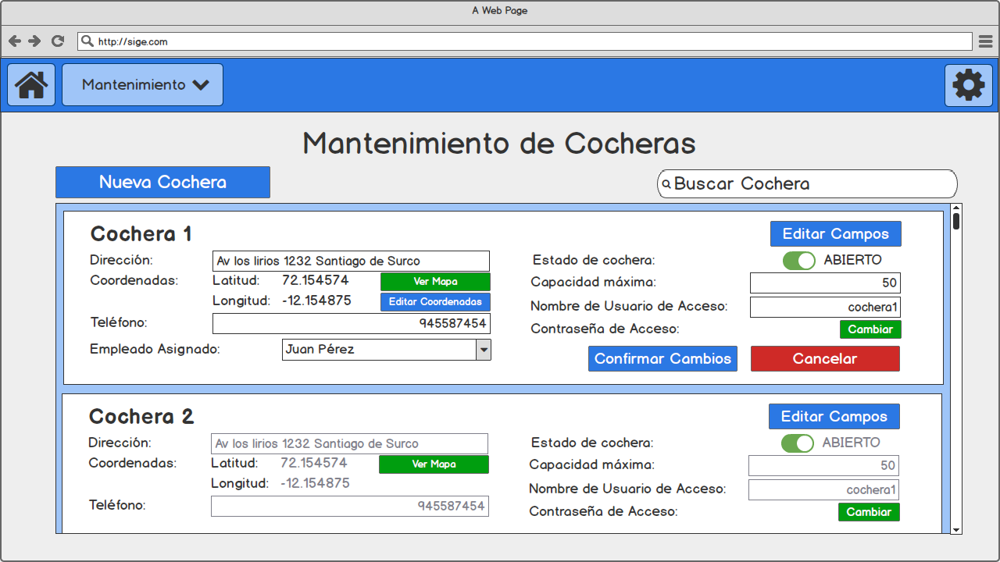 A Web Page
http://sige.com
Mantenimiento
Mantenimiento de Cocheras
Nueva Cochera
Buscar Cochera
Cochera 1
Editar Campos
Dirección:
Av los lirios 1232 Santiago de Surco
Estado de cochera:
ABIERTO
Coordenadas:
Latitud:
72.154574
Ver Mapa
Capacidad máxima:
50
Longitud:
-12.154875
Editar Coordenadas
Nombre de Usuario de Acceso:
cochera1
Teléfono:
945587454
Contraseña de Acceso:
Cambiar
Empleado Asignado:
Juan Pérez
Confirmar Cambios
Cancelar
Cochera 2
Editar Campos
Dirección:
Av los lirios 1232 Santiago de Surco
Estado de cochera:
ABIERTO
Coordenadas:
Latitud:
72.154574
Ver Mapa
Capacidad máxima:
50
Longitud:
-12.154875
Nombre de Usuario de Acceso:
cochera1
Teléfono:
945587454
Contraseña de Acceso:
Cambiar